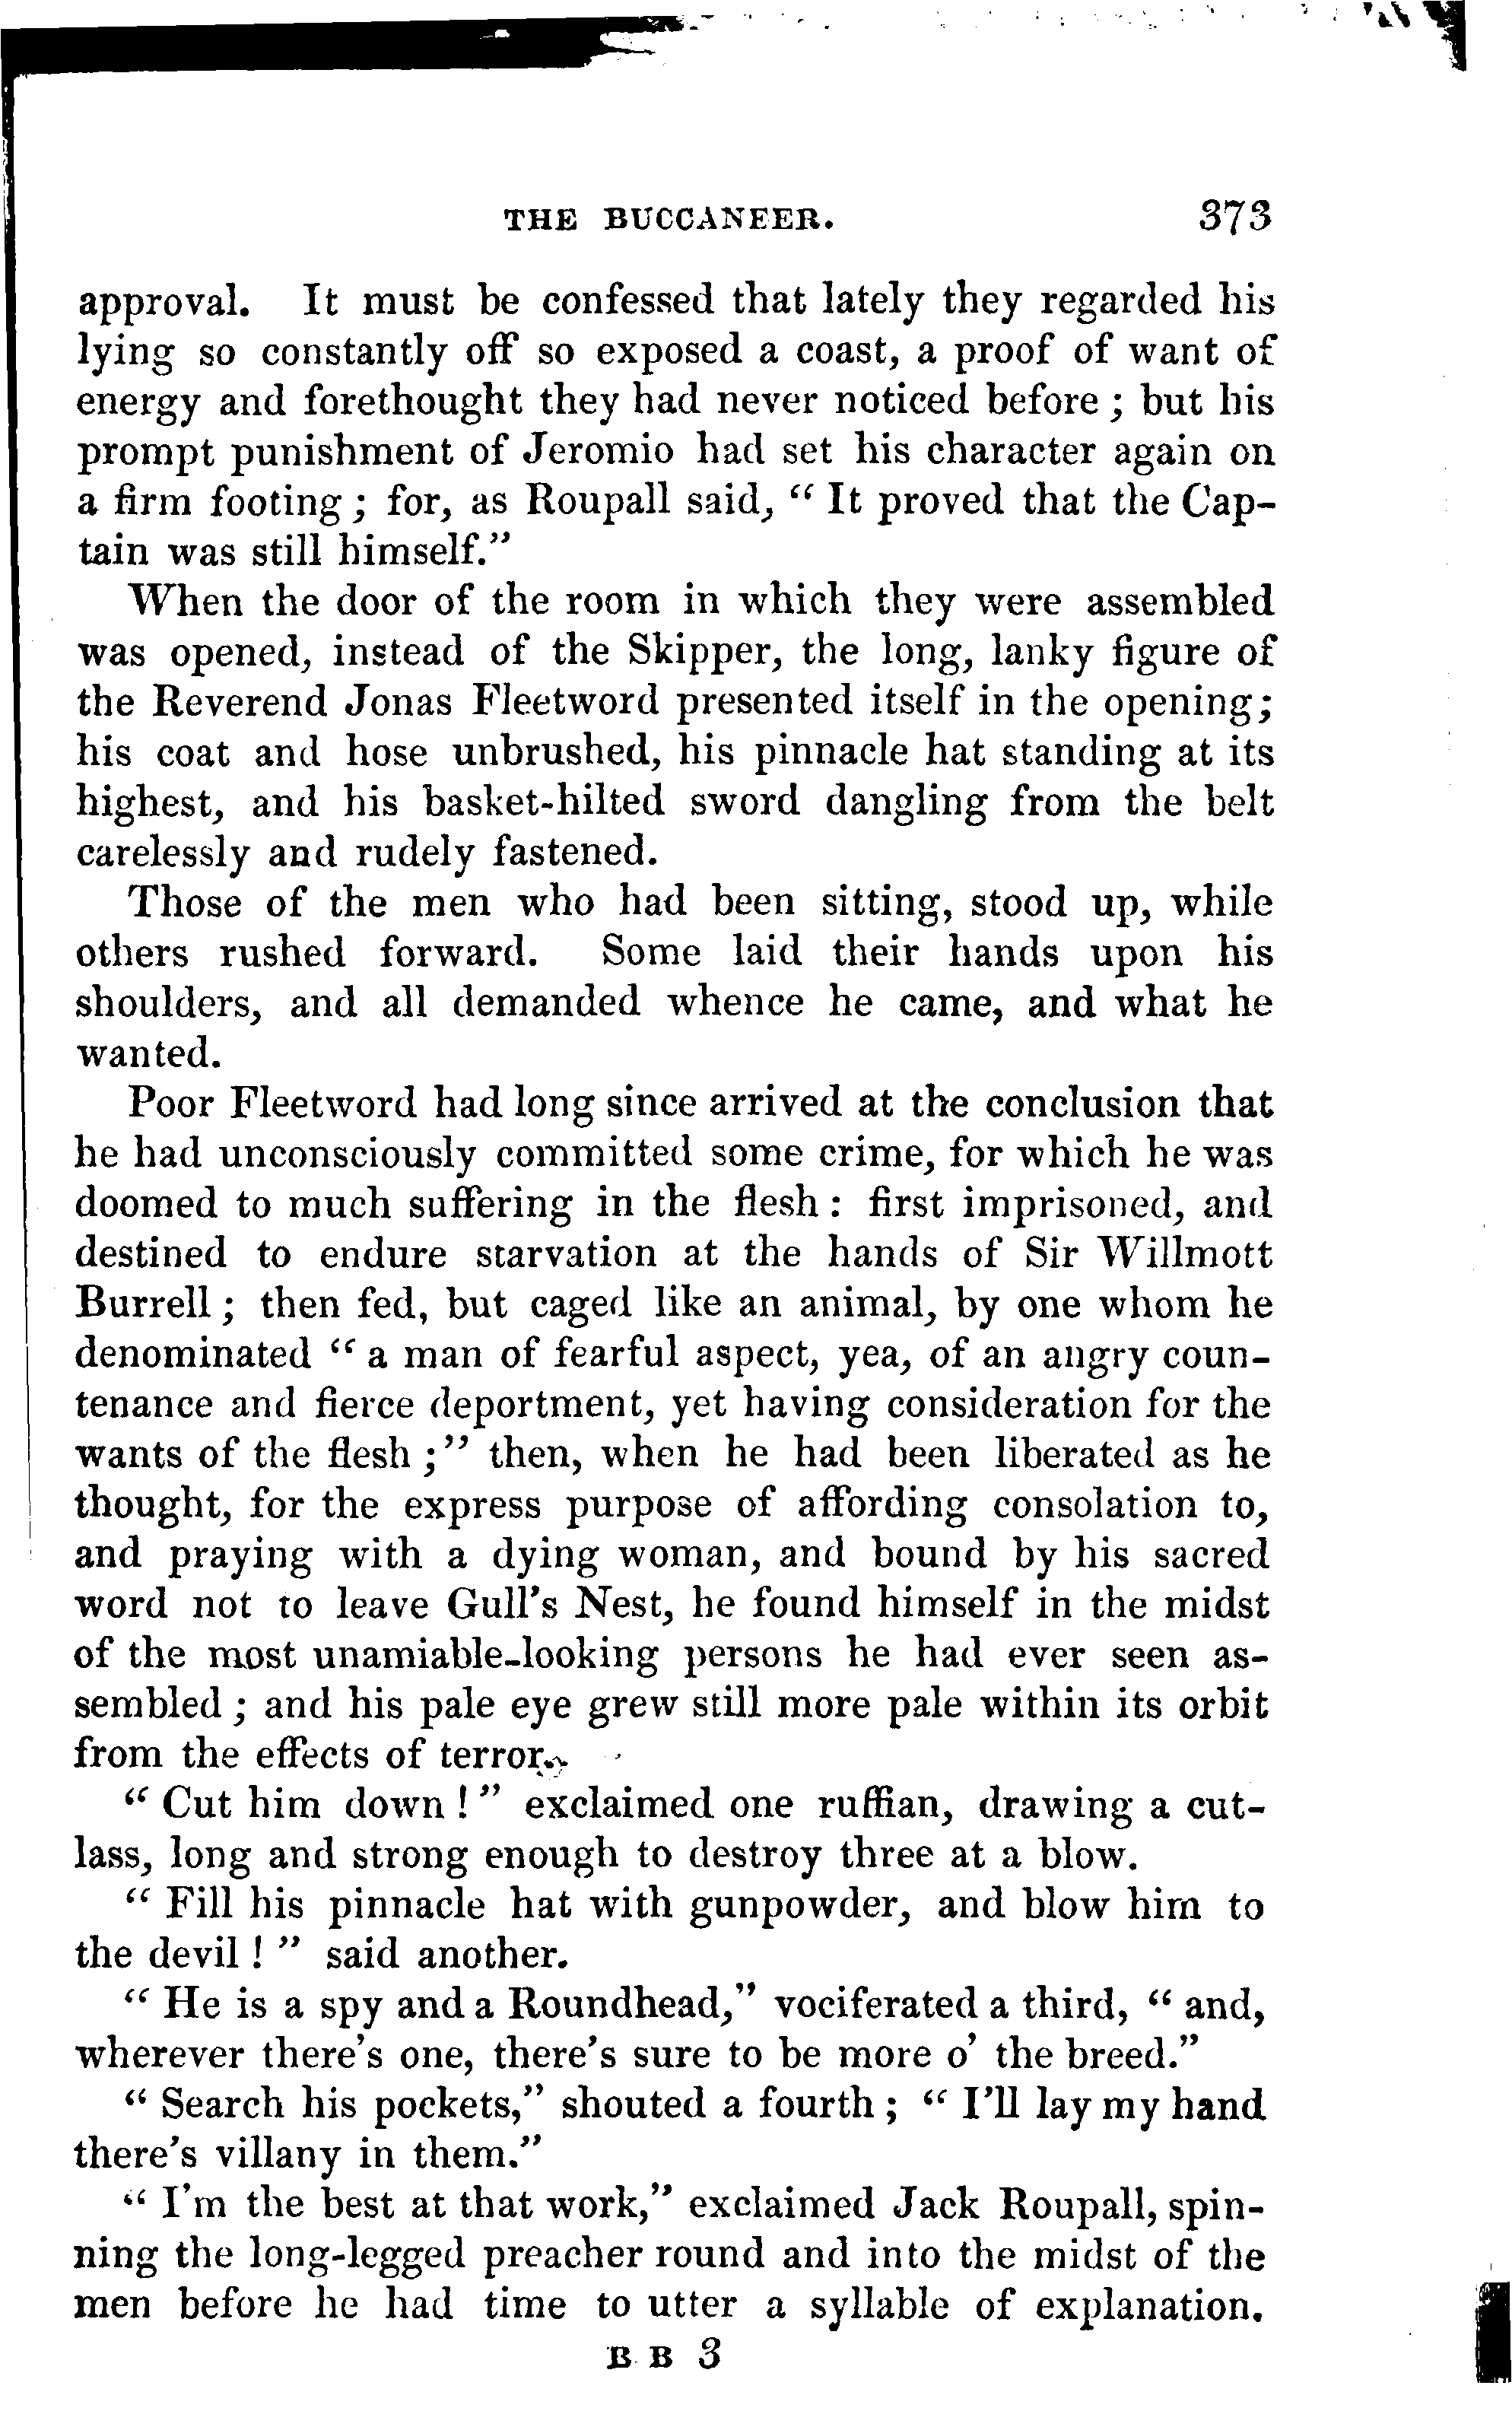 THE BUCCANEER. 373
approval. It must be confessed that lately they regarded his
lying so constantly off so exposed a coast, a proof of want of
energy and forethought they had never noticed before ; but his
prompt punishment of Jeromio had set his character again on
a firm footing ; for, as Roupall said, “ It proved that the Cap-
tain was still himself.”
When the door of the room in which they were assembled
was opened, instead of the Skipper, the long, lanky figure of
the Reverend Jonas Fleetword presented itself in the opening;
his coat and hose unbrushed, his pinnacle hat standing at its
highest, and his basket-hilted sword dangling from the belt
carelessly and rudely fastened.
Those of the men who had been sitting, stood up, while
others rushed forward. Some laid their hands upon his
shoulders, and all demanded whence he came, and what he
wanted.
Poor Fleetword had long since arrived at the conclusion that
he had unconsciously committed some crime, for which he was
doomed to much suffering in the flesh : first imprisoned, and
destined to endure starvation at the hands of Sir Willmott
Burrell ; then fed, but caged like an animal, by one whom he
denominated “ a man of fearful aspect, yea, of an angry coun-
tenance and fierce deportment, yet having consideration for the
wants of the flesh ;” then, when he had been liberated as he
thought, for the express purpose of affording consolation to,
and praying with a dying woman, and bound by his sacred
word not to leave Gull’s Nest, he found himself in the midst
of the most unamiable-looking persons he had ever seen as-
sembled ; and his pale eye grew still more pale within its orbit
from the effects of terror.
“ Cut him down ! ” exclaimed one ruffian, drawing a cut-
lass, long and strong enough to destroy three at a blow.
“ Fill his pinnacle hat with gunpowder, and blow him to
the devil ! ” said another.
“ He is a spy and a Roundhead,” vociferated a third, “ and,
wherever there’s one, there’s sure to be more o’ the breed.”
“ Search his pockets,” shouted a fourth ; “ I’ll lay my hand
there’s villany in them.”
“ I’m the best at that work,” exclaimed Jack Roupall, spin-
ning the long-legged preacher round and into the midst of the
men before he had time to utter a syllable of explanation.
B B 3